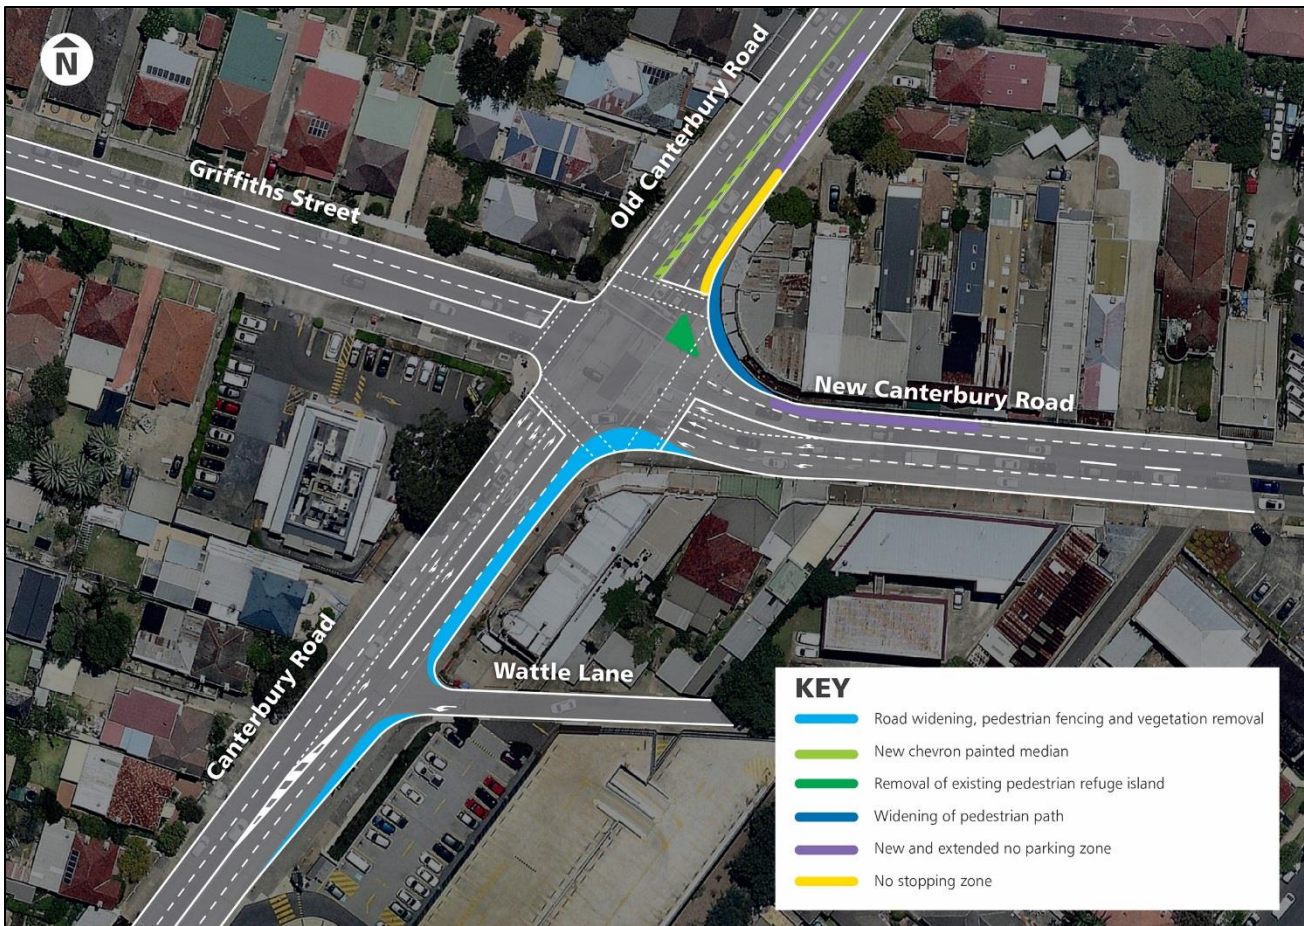 N
Old Canterbury Road
Griffiths Street
New Canterbury Road
Wattle Lane
Canterbury Road
KEY
Road widening, pedestrian fencing and vegetation removal
New chevron painted median
Removal of existing pedestrian refuge island
Widening of pedestrian path
New and extended no parking zone
No stopping zone